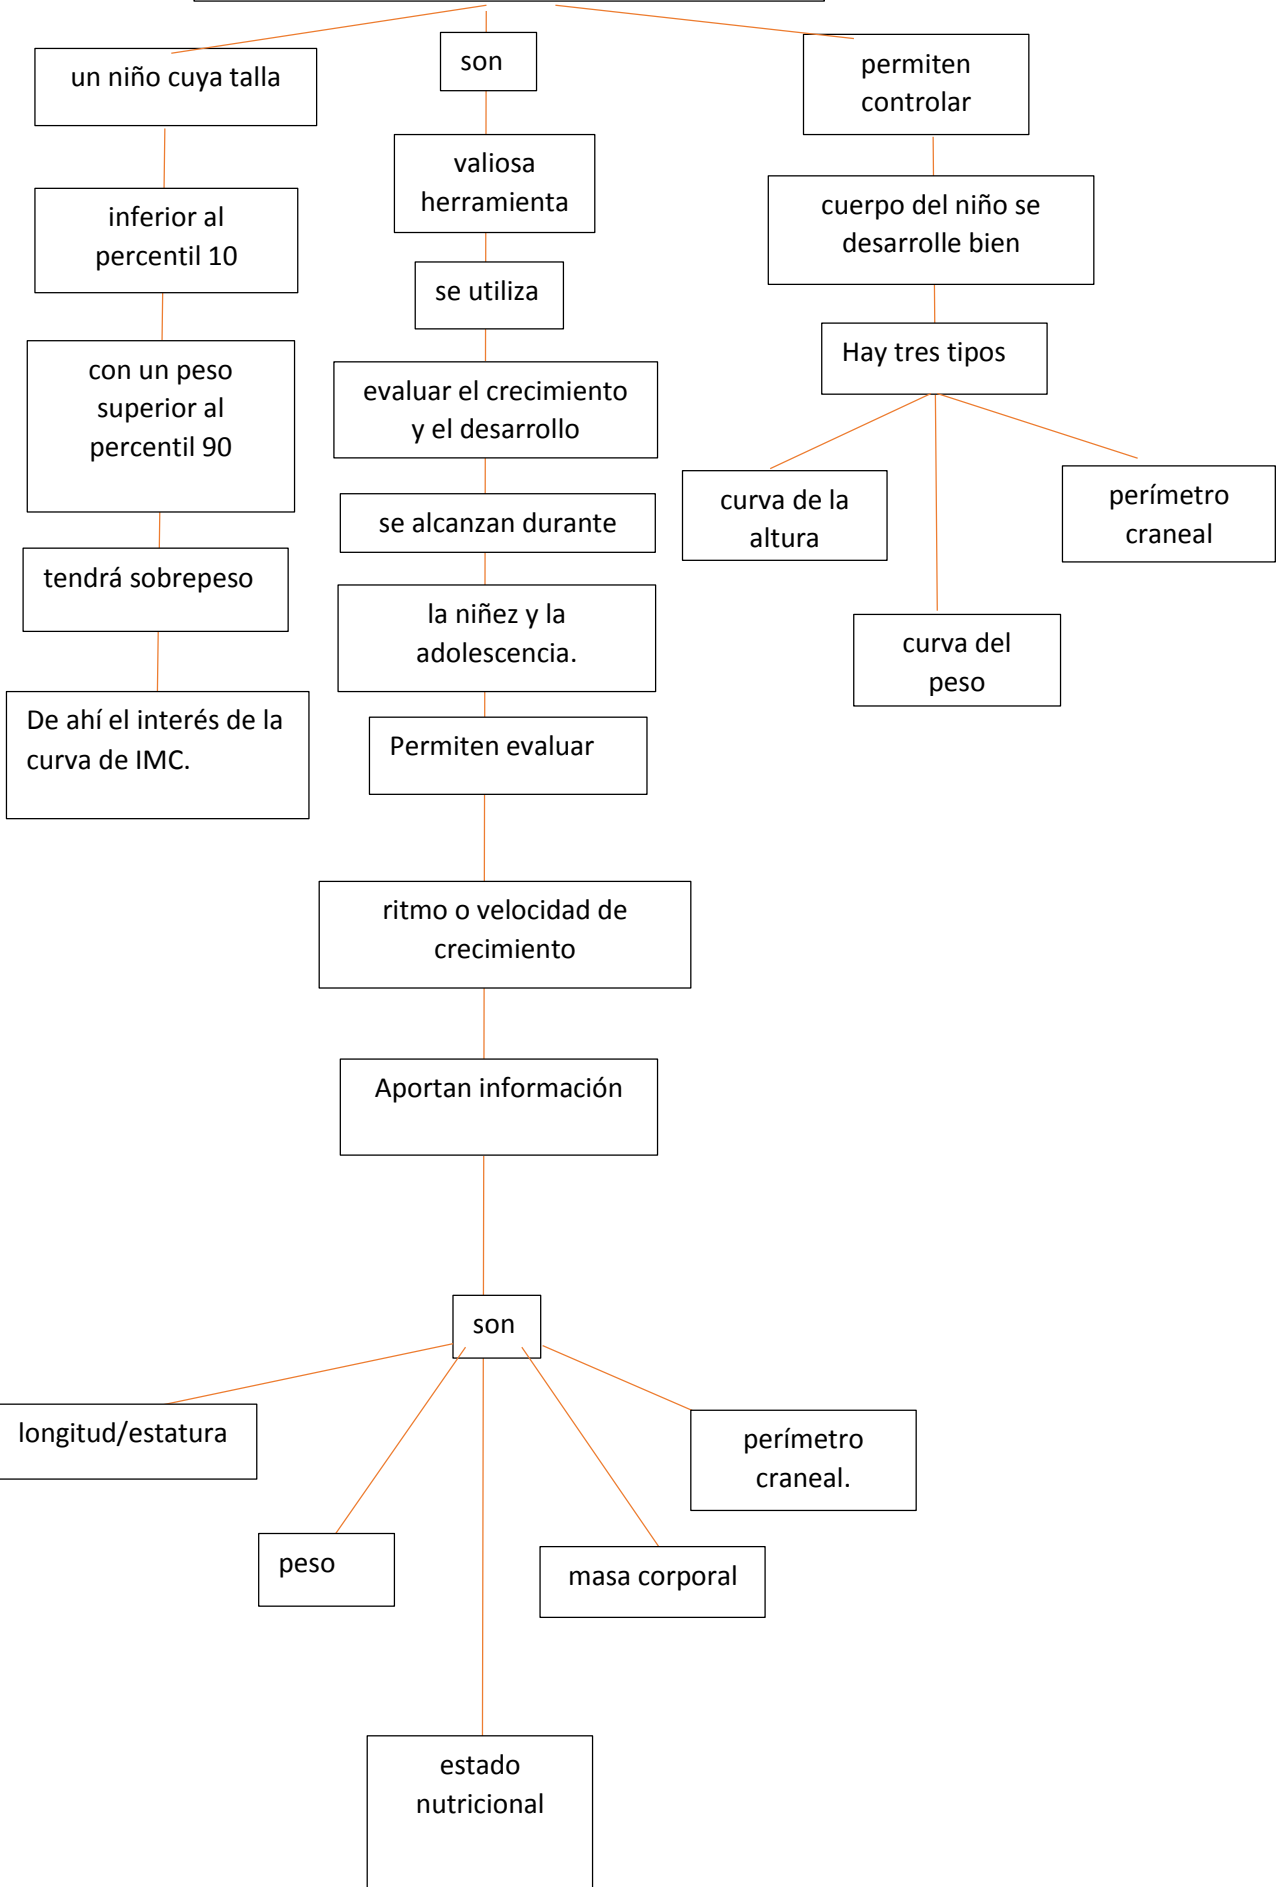 un niño cuya talla
inferior al
percentil 10
con un peso
superior al
percentil 90
tendrá sobrepeso
De ahí el interés de la
curva de IMC.
son
valiosa
herramienta
se utiliza
evaluar el crecimiento
y el desarrollo
se alcanzan durante
la niñez y la
adolescencia.
Permiten evaluar
ritmo o velocidad de
crecimiento
Aportan información
son
longitud/estatura
peso
estado
nutricional
masa corporal
perímetro
craneal.
permiten
controlar
cuerpo del niño se
desarrolle bien
Hay tres tipos
curva de la
altura
curva del
peso
perímetro
craneal